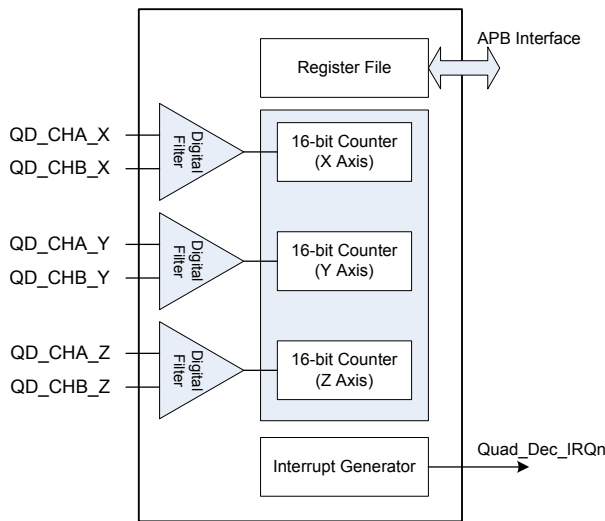 APB Interface
Register File
QD_CHA_X
QD_CHB_X
Digital
Filter
16-bit Counter
(X Axis)
QD_CHA_Y
QD_CHB_Y
Digital
Filter
16-bit Counter
(Y Axis)
QD_CHA_Z
QD_CHB_Z
Digital
Filter
16-bit Counter
(Z Axis)
Interrupt Generator
Quad_Dec_IRQn